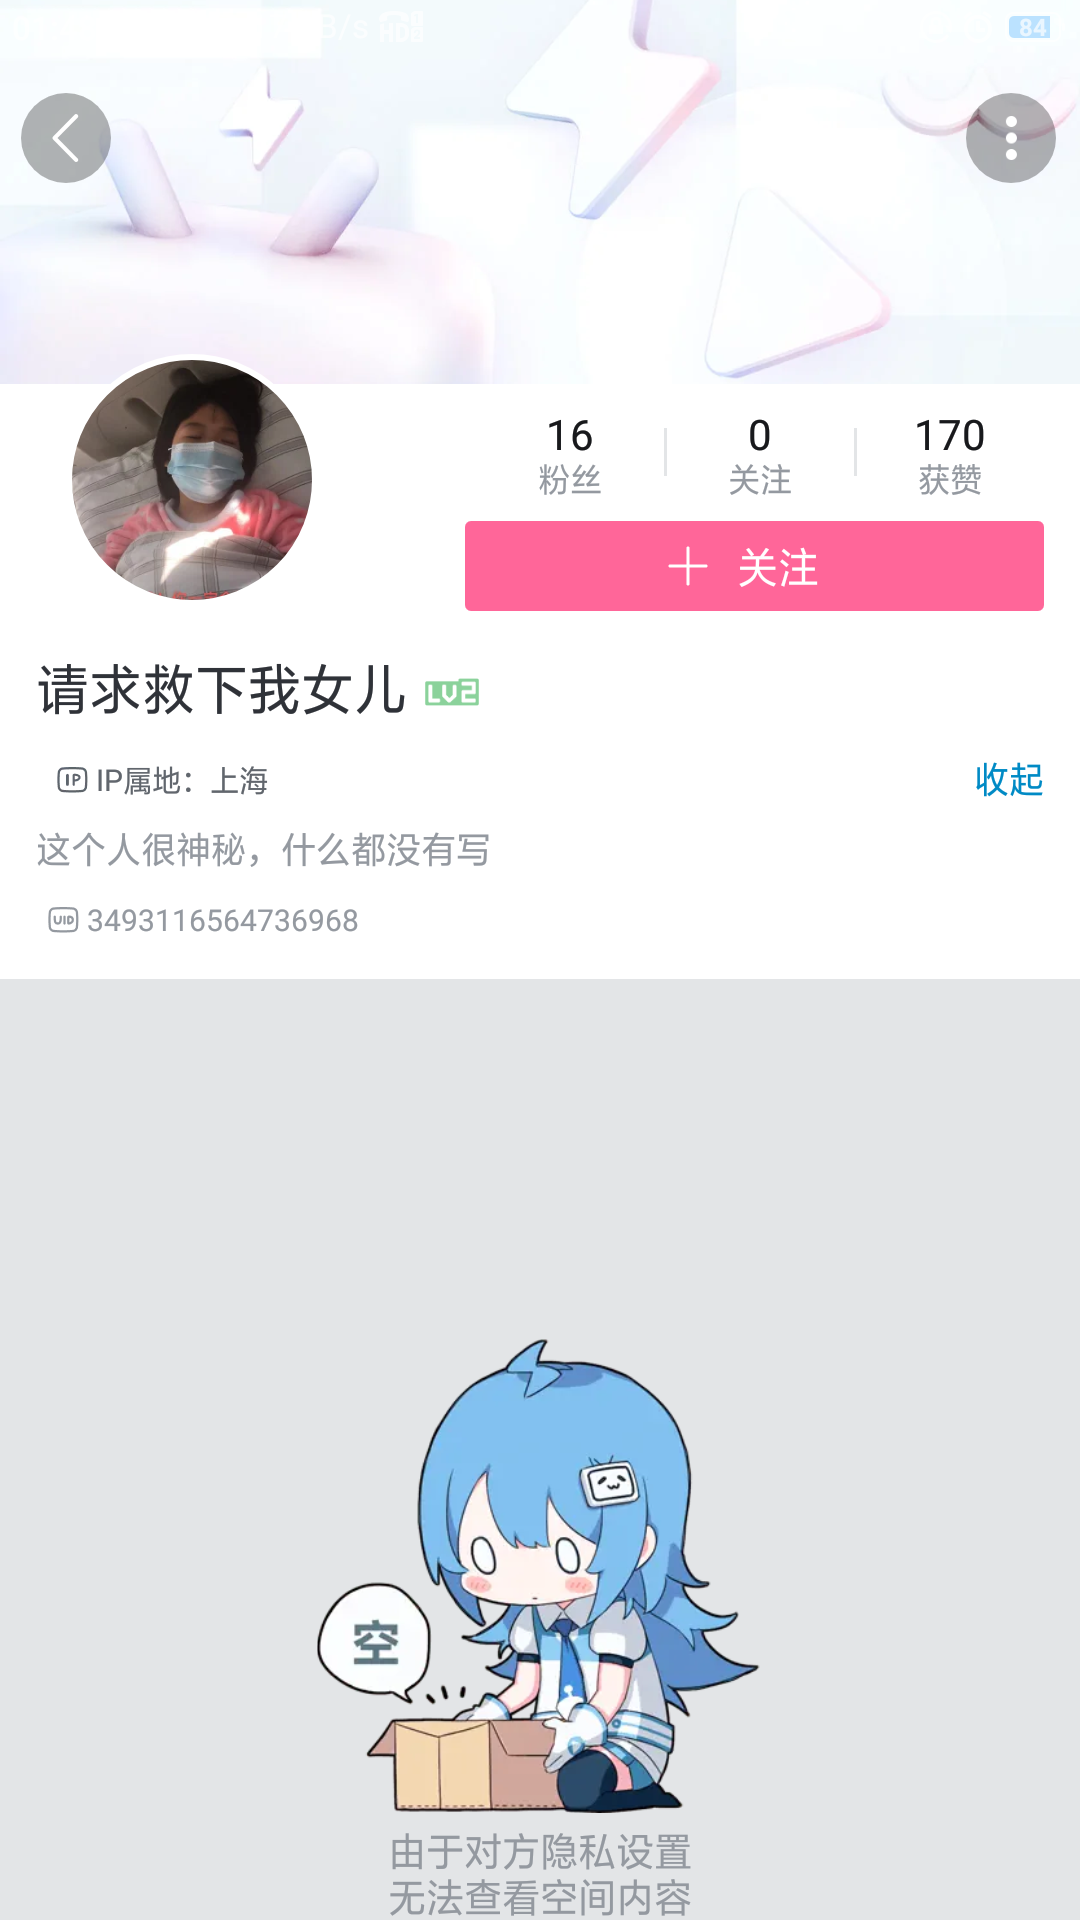 B/s HD
84
16 0 170
粉丝 关注 获赞
关注
请求救下我女儿 LV2
IP IP属地：上海 收起
这个人很神秘，什么都没有写
UID 3493116564736968
空
由于对方隐私设置
无法查看空间内容